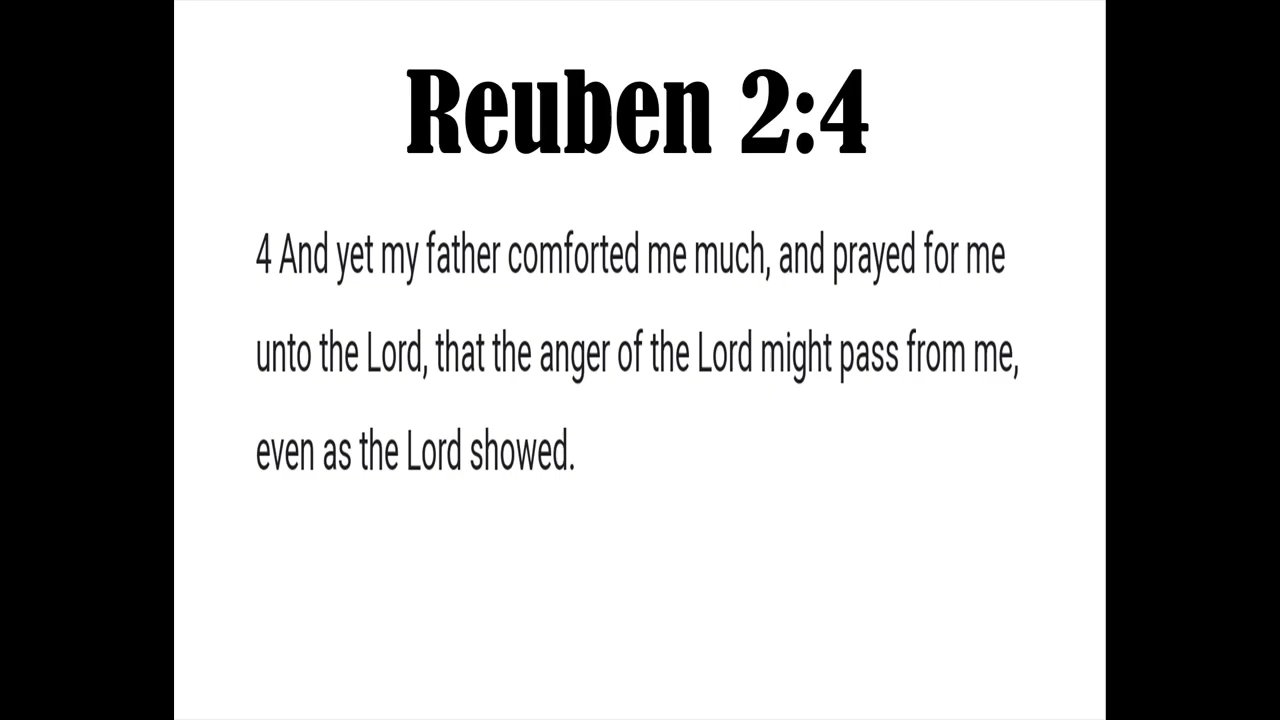 Reuben 2:4
4 And yet my father comforted me much, and prayed for me
unto the Lord, that the anger of the Lord might pass from me,
even as the Lord showed.